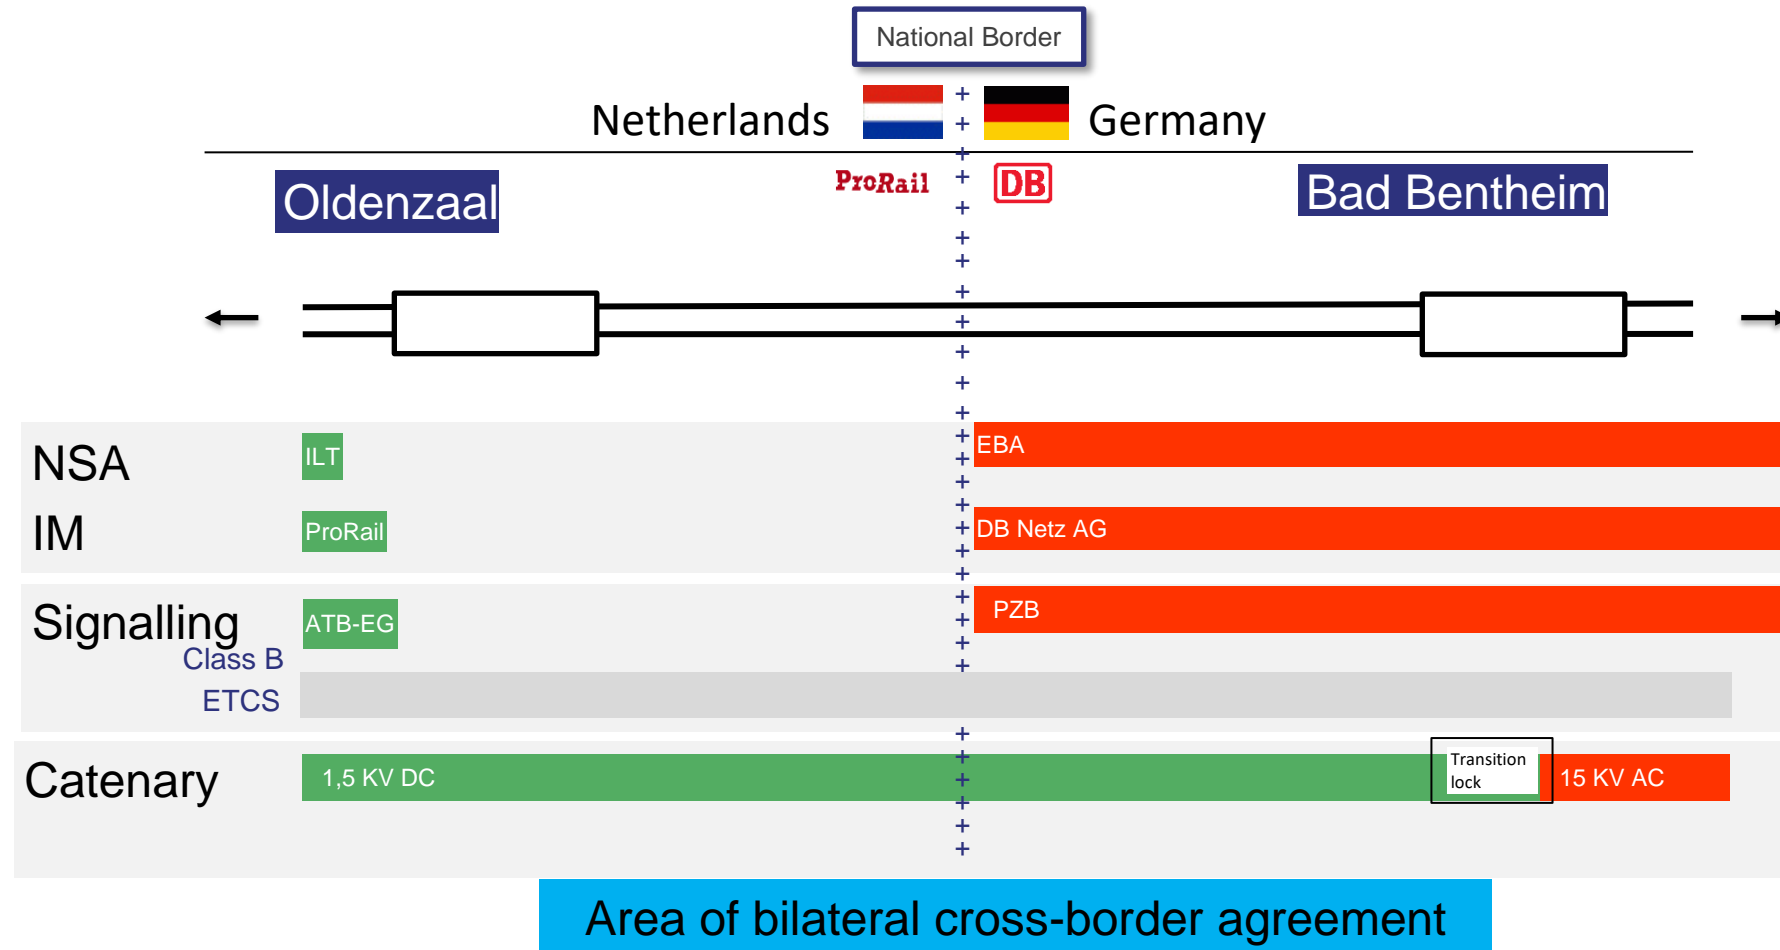 National Border
Netherlands
Germany
Oldenzaal
ProRail
DB
Bad Bentheim
NSA
ILT
EBA
IM
ProRail
DB Netz AG
Signalling
ATB-EG
PZB
Class B
ETCS
Catenary
1,5 KV DC
Transition
lock
15 KV AC
Area of bilateral cross-border agreement